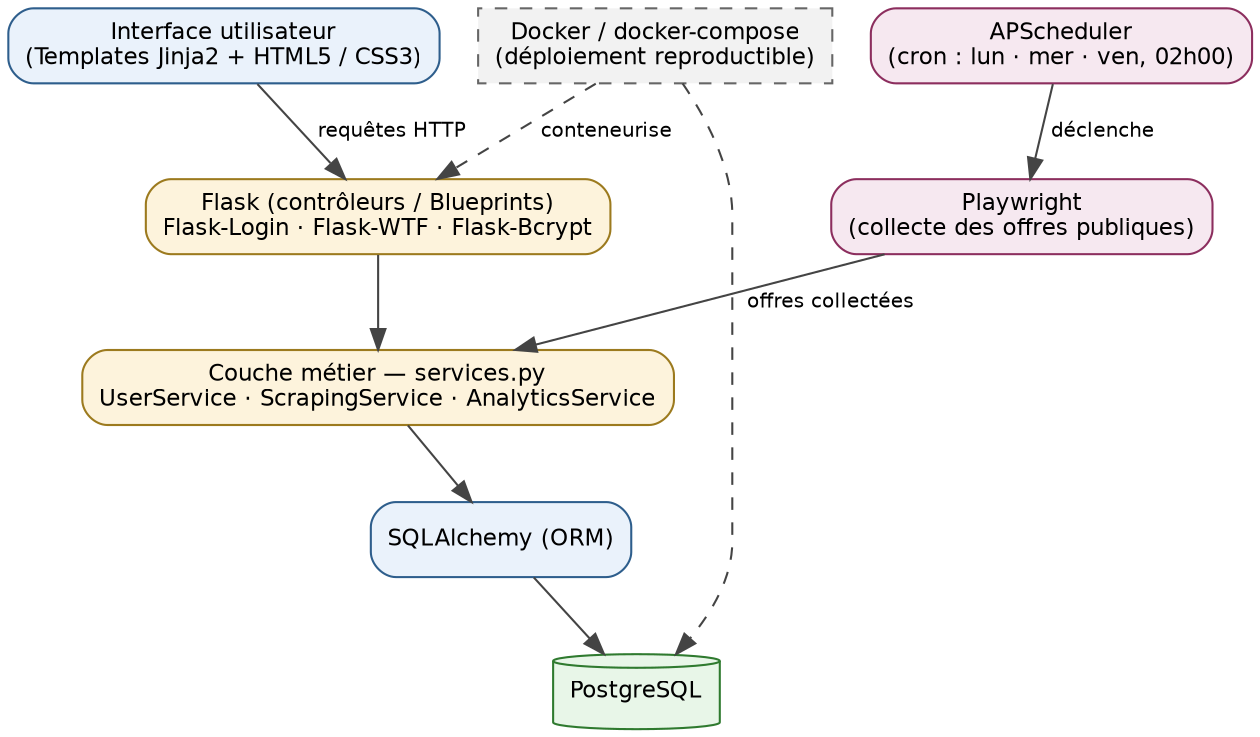 Interface utilisateur
(Templates Jinja2 + HTML5 / CSS3)
Docker / docker-compose
(déploiement reproductible)
APScheduler
(cron : lun · mer · ven, 02h00)
requêtes HTTP
conteneurise
déclenche
Flask (contrôleurs / Blueprints)
Flask-Login · Flask-WTF · Flask-Bcrypt
Playwright
(collecte des offres publiques)
offres collectées
Couche métier — services.py
UserService · ScrapingService · AnalyticsService
SQLAlchemy (ORM)
PostgreSQL